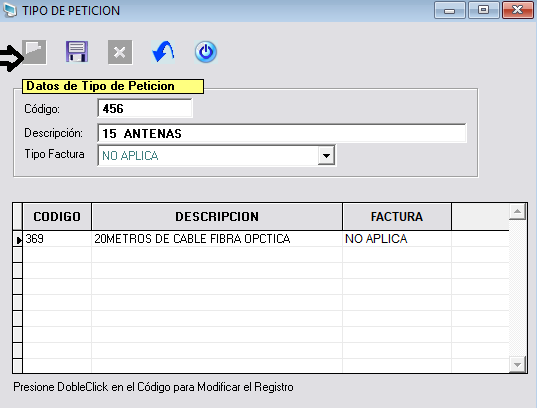 TIPO DE PETICION
Datos de Tipo de Peticion
Código: 456
Descripción: 15 ANTENAS
Tipo Factura NO APLICA
CODIGO DESCRIPCION FACTURA
369 20METROS DE CABLE FIBRA OPCTICA NO APLICA
Presione DobleClick en el Código para Modificar el Registro